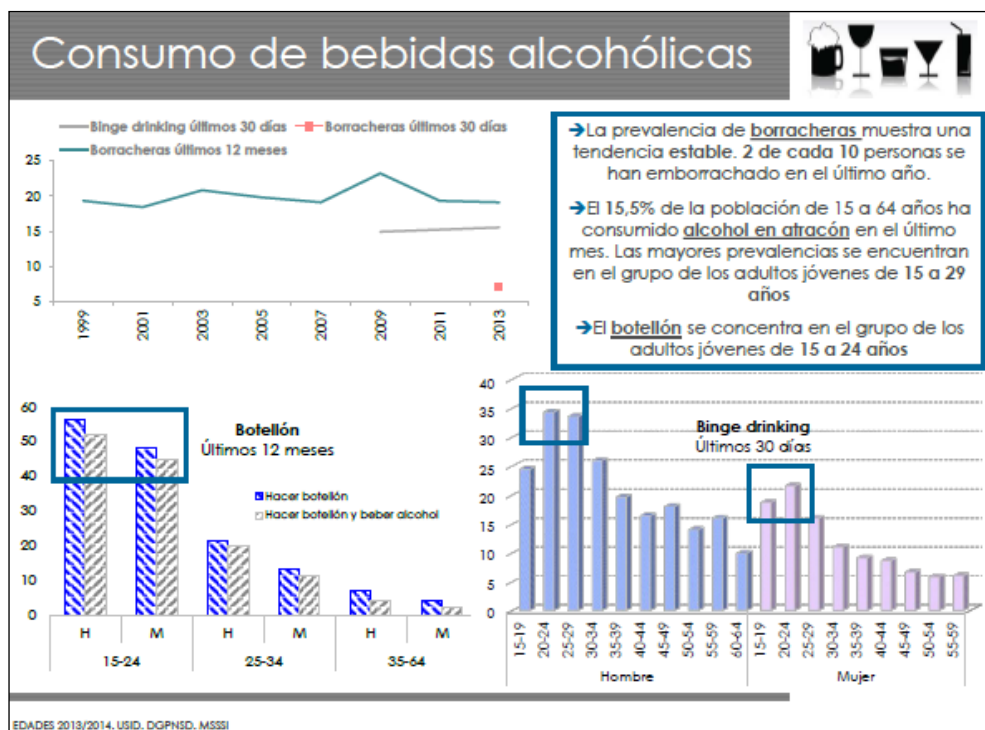 Consumo de bebidas alcohólicas
Binge drinking últimos 30 días
Borracheras últimos 30 días
Borracheras últimos 12 meses
25
20
15
10
5
1999
2001
2003
2005
2007
2009
2011
2013
➔La prevalencia de borracheras muestra una
tendencia estable. 2 de cada 10 personas se
han emborrachado en el último año.
➔El 15,5% de la población de 15 a 64 años ha
consumido alcohol en atracón en el último
mes. Las mayores prevalencias se encuentran
en el grupo de los adultos jóvenes de 15 a 29
años
➔El botellón se concentra en el grupo de los
adultos jóvenes de 15 a 24 años
Botellón
Últimos 12 meses
Hacer botellón
Hacer botellón y beber alcohol
60
50
40
30
20
10
0
H
M
H
M
H
M
15-24
25-34
35-64
Binge drinking
Últimos 30 días
40
35
30
25
20
15
10
5
0
15-19
20-24
25-29
30-34
35-39
40-44
45-49
50-54
55-59
60-64
15-19
20-24
25-29
30-34
35-39
40-44
45-49
50-54
55-59
Hombre
Mujer
EDADES 2013/2014. USID. DGPNSD. MSSSI